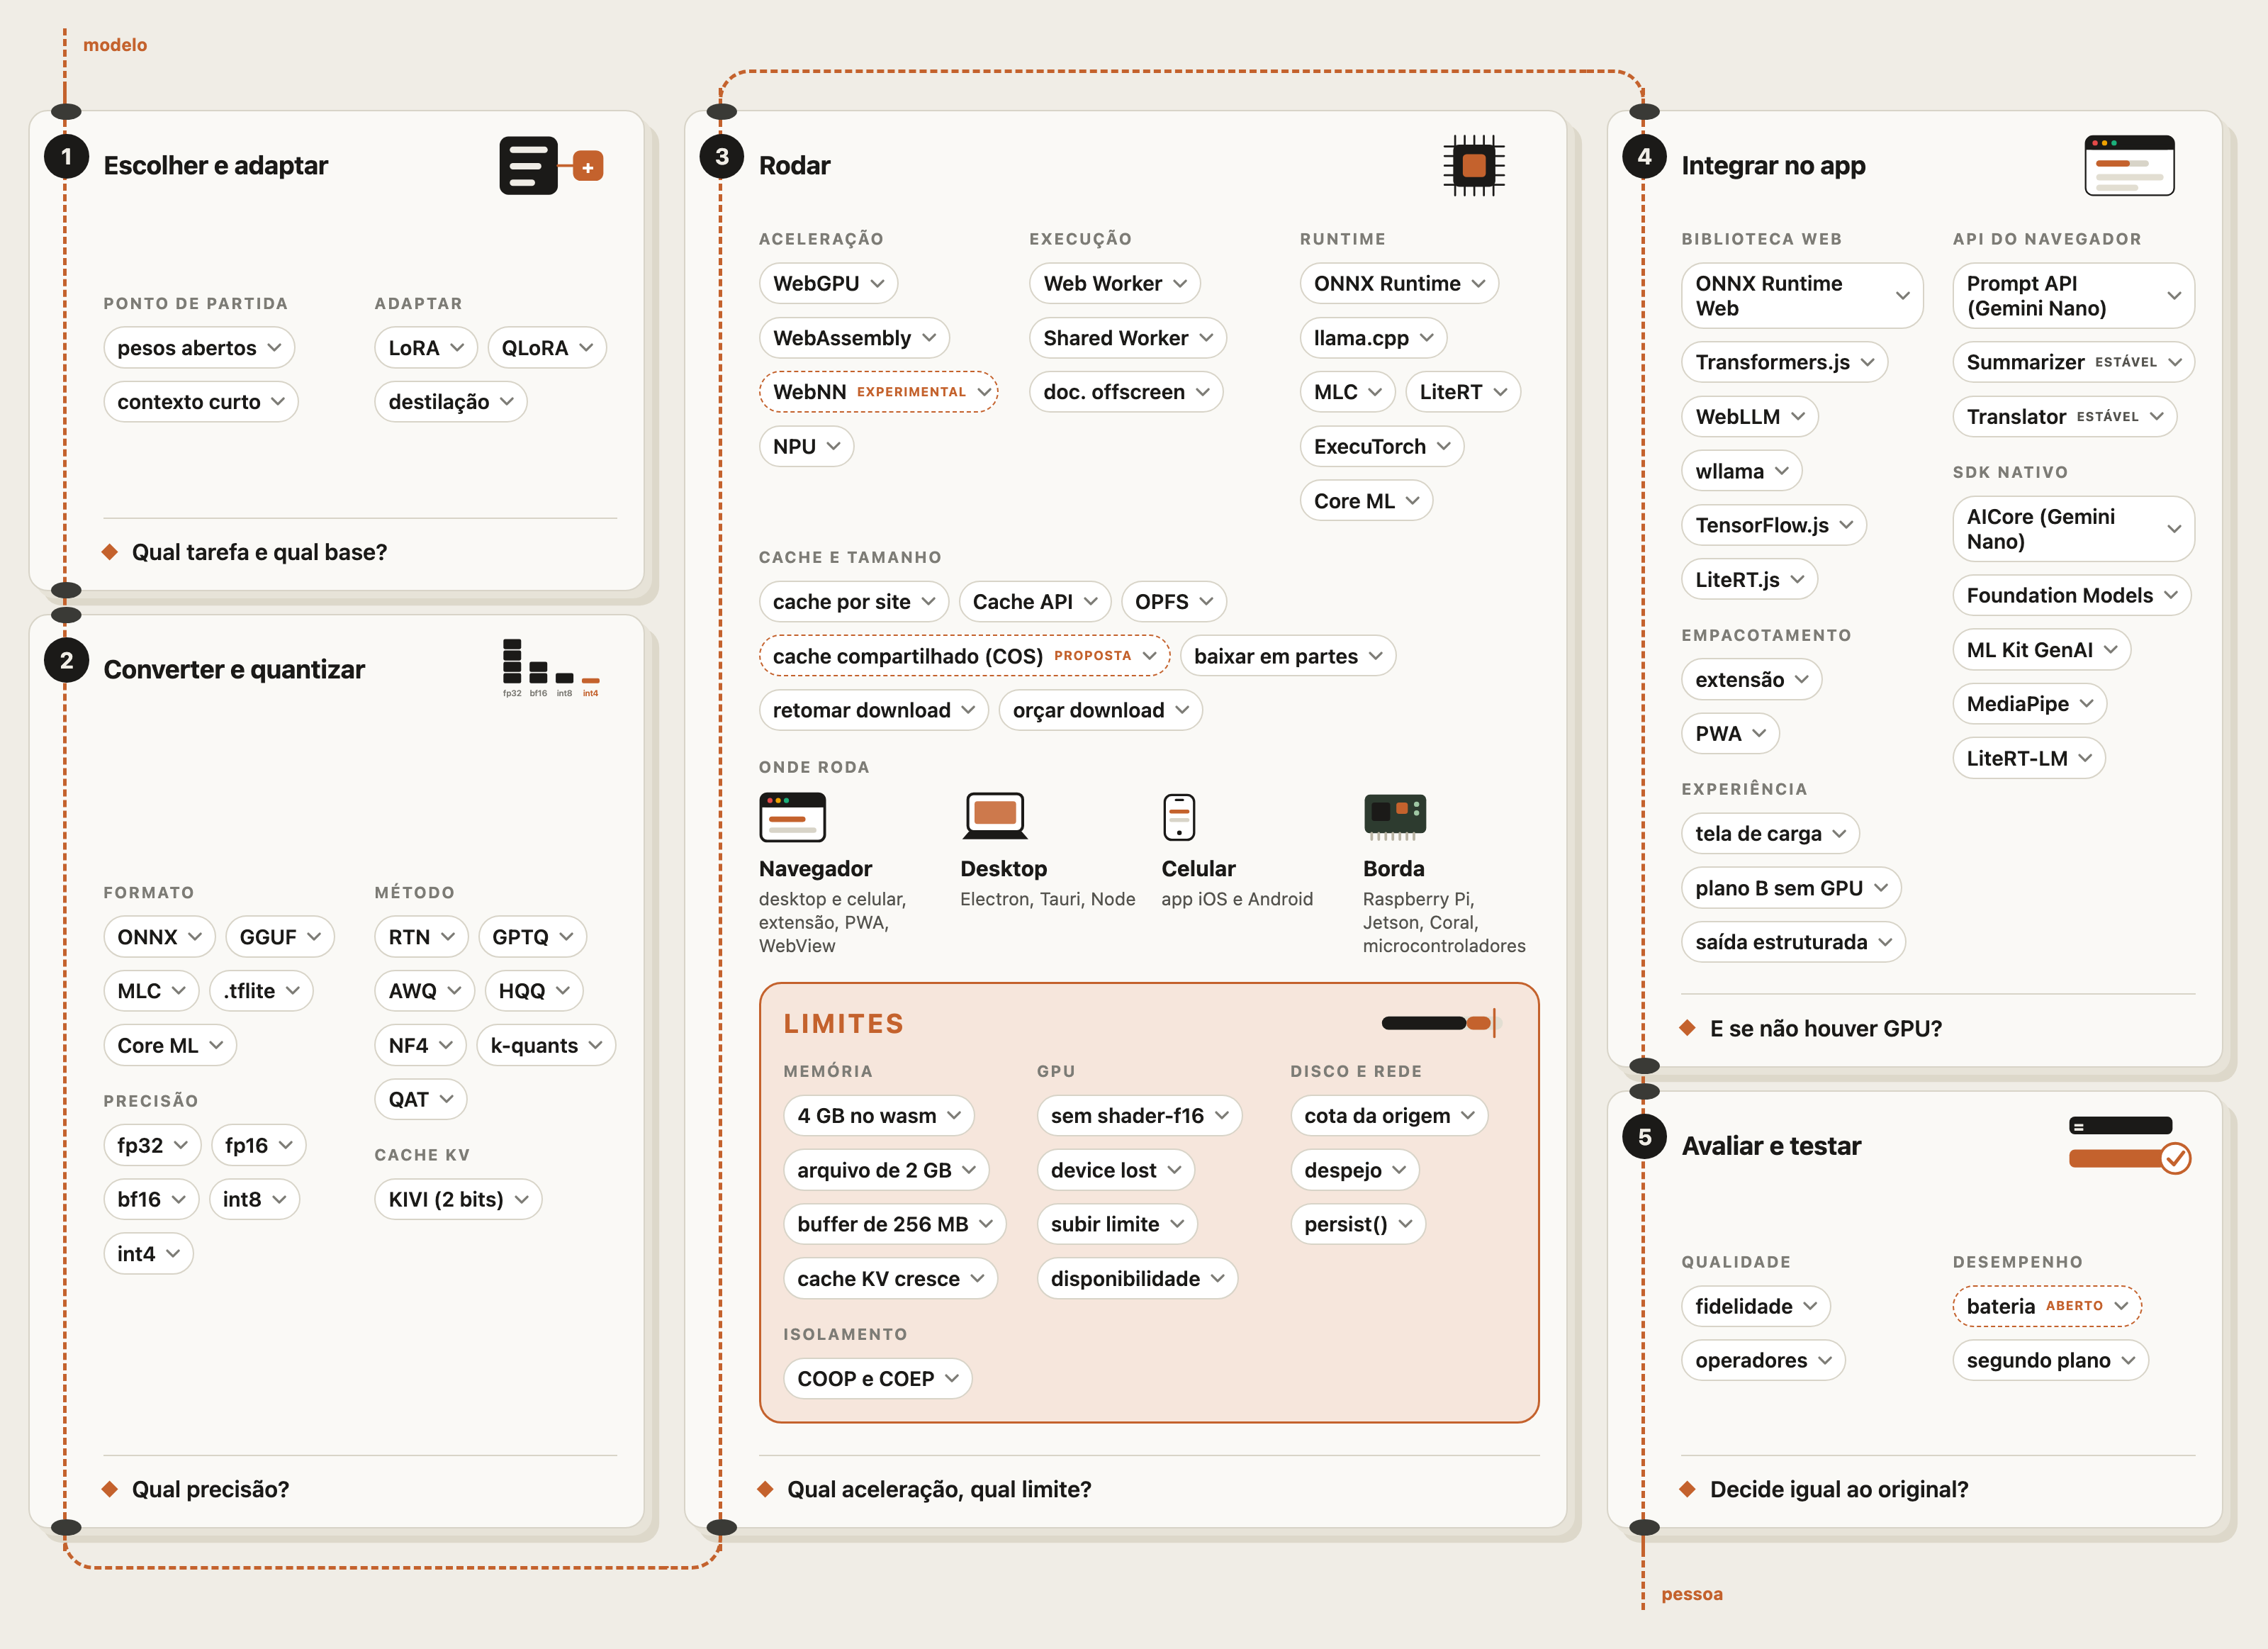 modelo
1
Escolher e adaptar
+
PONTO DE PARTIDA
pesos abertos
contexto curto
ADAPTAR
LoRA
QLoRA
destilação
Qual tarefa e qual base?
2
Converter e quantizar
fp32 bf16 int8 int4
FORMATO
ONNX
GGUF
MLC
.tflite
Core ML
PRECISÃO
fp32
fp16
bf16
int8
int4
MÉTODO
RTN
GPTQ
AWQ
HQQ
NF4
k-quants
QAT
CACHE KV
KIVI (2 bits)
Qual precisão?
3
Rodar
ACELERAÇÃO
WebGPU
WebAssembly
WebNN EXPERIMENTAL
NPU
EXECUÇÃO
Web Worker
Shared Worker
doc. offscreen
RUNTIME
ONNX Runtime
llama.cpp
MLC
LiteRT
ExecuTorch
Core ML
CACHE E TAMANHO
cache por site
Cache API
OPFS
cache compartilhado (COS) PROPOSTA
baixar em partes
retomar download
orçar download
ONDE RODA
Navegador
desktop e celular,
extensão, PWA,
WebView
Desktop
Electron, Tauri, Node
Celular
app iOS e Android
Borda
Raspberry Pi,
Jetson, Coral,
microcontroladores
LIMITES
MEMÓRIA
4 GB no wasm
arquivo de 2 GB
buffer de 256 MB
cache KV cresce
GPU
sem shader-f16
device lost
subir limite
disponibilidade
DISCO E REDE
cota da origem
despejo
persist()
ISOLAMENTO
COOP e COEP
Qual aceleração, qual limite?
4
Integrar no app
BIBLIOTECA WEB
ONNX Runtime
Web
Transformers.js
WebLLM
wllama
TensorFlow.js
LiteRT.js
EMPACOTAMENTO
extensão
PWA
EXPERIÊNCIA
tela de carga
plano B sem GPU
saída estruturada
API DO NAVEGADOR
Prompt API
(Gemini Nano)
Summarizer ESTÁVEL
Translator ESTÁVEL
SDK NATIVO
AICore (Gemini
Nano)
Foundation Models
ML Kit GenAI
MediaPipe
LiteRT-LM
E se não houver GPU?
5
Avaliar e testar
=
QUALIDADE
fidelidade
operadores
DESEMPENHO
bateria ABERTO
segundo plano
Decide igual ao original?
pessoa